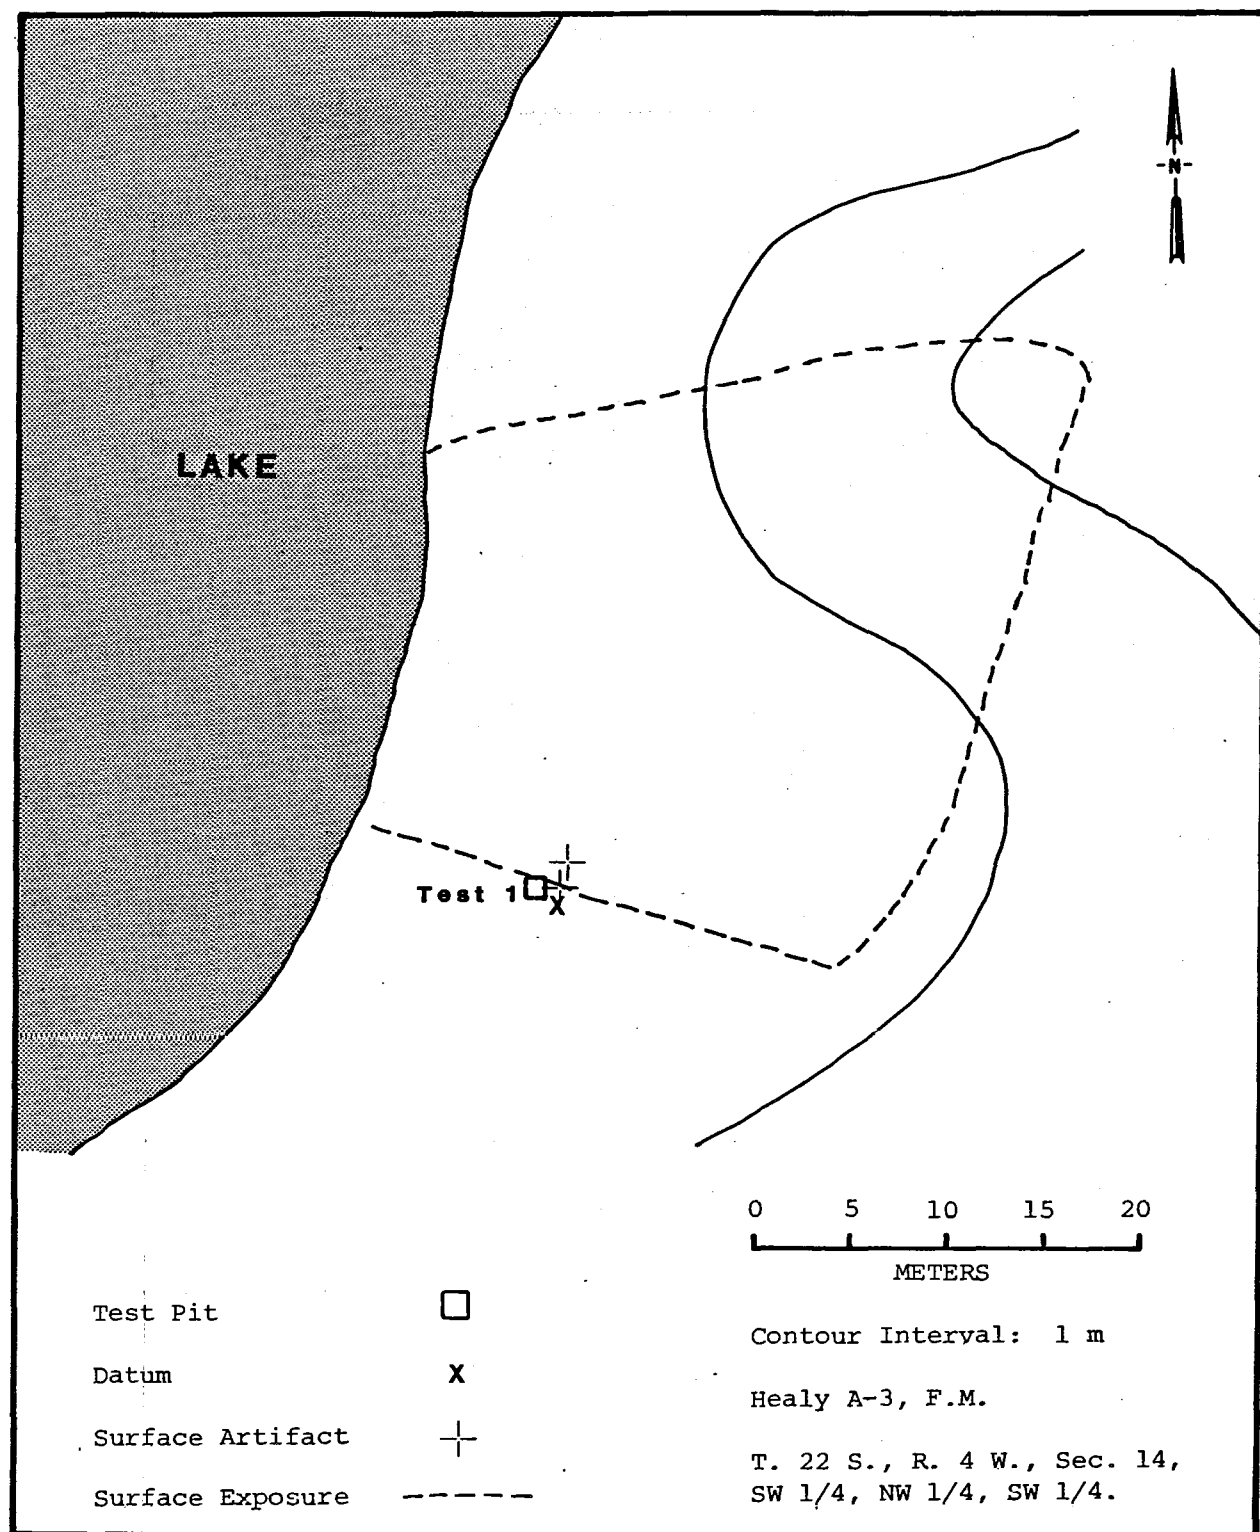 N
LAKE
Test 1
X
0 5 10 15 20
METERS
Test Pit
Contour Interval: 1 m
Datum X
Healy A-3, F.M.
Surface Artifact
T. 22 S., R. 4 W., Sec. 14,
SW 1/4, NW 1/4, SW 1/4.
Surface Exposure